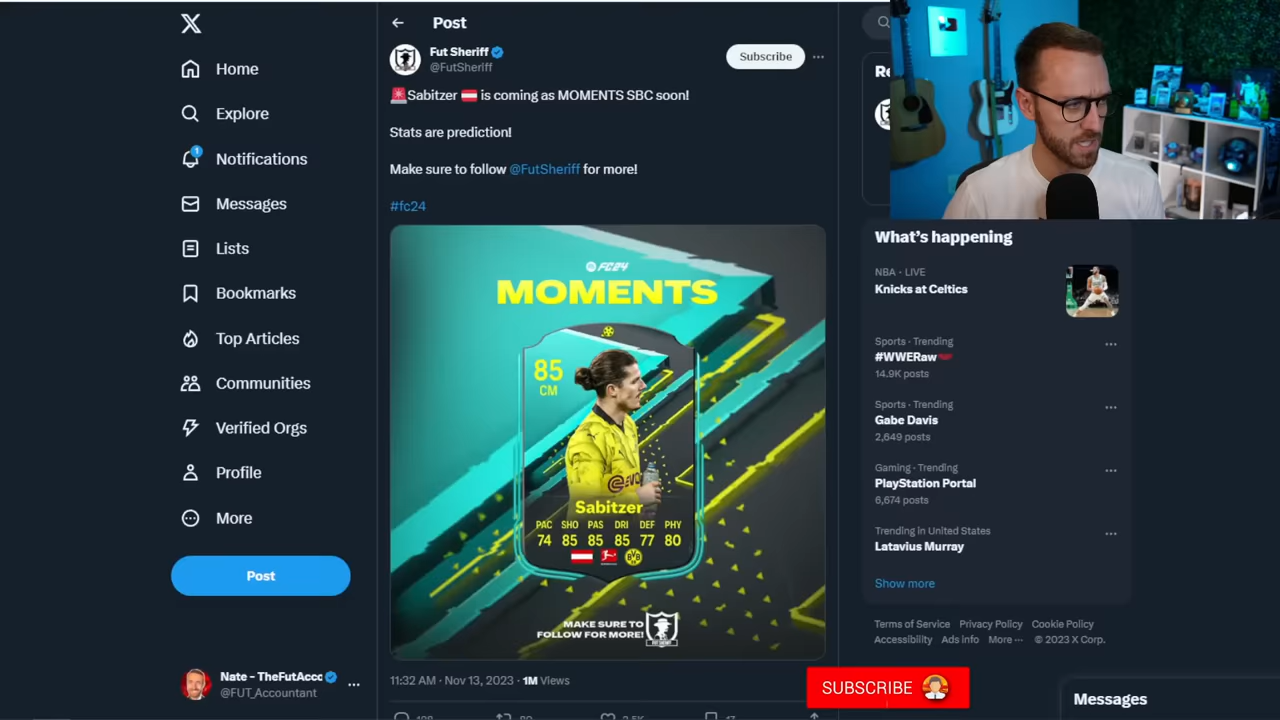 Home
Explore
1
Notifications
Messages
Lists
Bookmarks
Top Articles
Communities
Verified Orgs
Profile
More
Post
Nate - TheFutAcc
@FUT_Accountant
Post
Fut Sheriff
@FutSheriff
Subscribe
Sabitzer is coming as MOMENTS SBC soon!
Stats are prediction!
Make sure to follow @FutSheriff for more!
#fc24
FC24
MOMENTS
85
CM
Sabitzer
PAC SHO PAS DRI DEF PHY
74 85 85 85 77 80
BVB
MAKE SURE TO
FOLLOW FOR MORE!
11:32 AM · Nov 13, 2023 · 1M Views
What's happening
NBA · LIVE
Knicks at Celtics
Sports · Trending
#WWERaw
14.9K posts
Sports · Trending
Gabe Davis
2,649 posts
Gaming · Trending
PlayStation Portal
6,674 posts
Trending in United States
Latavius Murray
Show more
Terms of Service Privacy Policy Cookie Policy
Accessibility Ads info More ··· © 2023 X Corp.
SUBSCRIBE
Messages